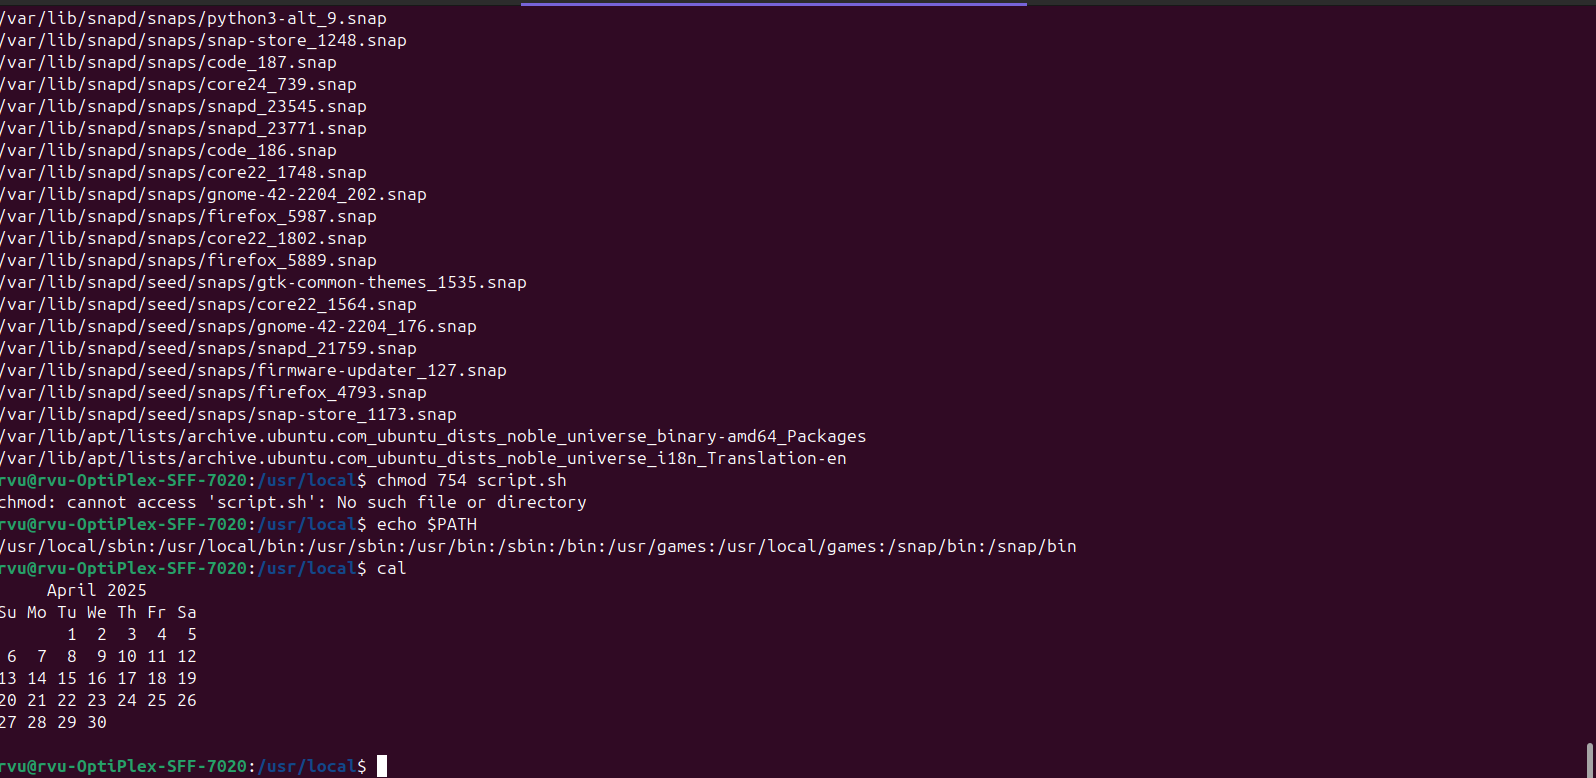 /var/lib/snapd/snaps/python3-alt_9.snap
/var/lib/snapd/snaps/snap-store_1248.snap
/var/lib/snapd/snaps/code_187.snap
/var/lib/snapd/snaps/core24_739.snap
/var/lib/snapd/snaps/snapd_23545.snap
/var/lib/snapd/snaps/snapd_23771.snap
/var/lib/snapd/snaps/code_186.snap
/var/lib/snapd/snaps/core22_1748.snap
/var/lib/snapd/snaps/gnome-42-2204_202.snap
/var/lib/snapd/snaps/firefox_5987.snap
/var/lib/snapd/snaps/core22_1802.snap
/var/lib/snapd/snaps/firefox_5889.snap
/var/lib/snapd/seed/snaps/gtk-common-themes_1535.snap
/var/lib/snapd/seed/snaps/core22_1564.snap
/var/lib/snapd/seed/snaps/gnome-42-2204_176.snap
/var/lib/snapd/seed/snaps/snapd_21759.snap
/var/lib/snapd/seed/snaps/firmware-updater_127.snap
/var/lib/snapd/seed/snaps/firefox_4793.snap
/var/lib/snapd/seed/snaps/snap-store_1173.snap
/var/lib/apt/lists/archive.ubuntu.com_ubuntu_dists_noble_universe_binary-amd64_Packages
/var/lib/apt/lists/archive.ubuntu.com_ubuntu_dists_noble_universe_i18n_Translation-en
rvu@rvu-OptiPlex-SFF-7020:/usr/local$ chmod 754 script.sh
chmod: cannot access 'script.sh': No such file or directory
rvu@rvu-OptiPlex-SFF-7020:/usr/local$ echo $PATH
/usr/local/sbin:/usr/local/bin:/usr/sbin:/usr/bin:/sbin:/bin:/usr/games:/usr/local/games:/snap/bin:/snap/bin
rvu@rvu-OptiPlex-SFF-7020:/usr/local$ cal
     April 2025
Su Mo Tu We Th Fr Sa
       1  2  3  4  5
 6  7  8  9 10 11 12
13 14 15 16 17 18 19
20 21 22 23 24 25 26
27 28 29 30
rvu@rvu-OptiPlex-SFF-7020:/usr/local$